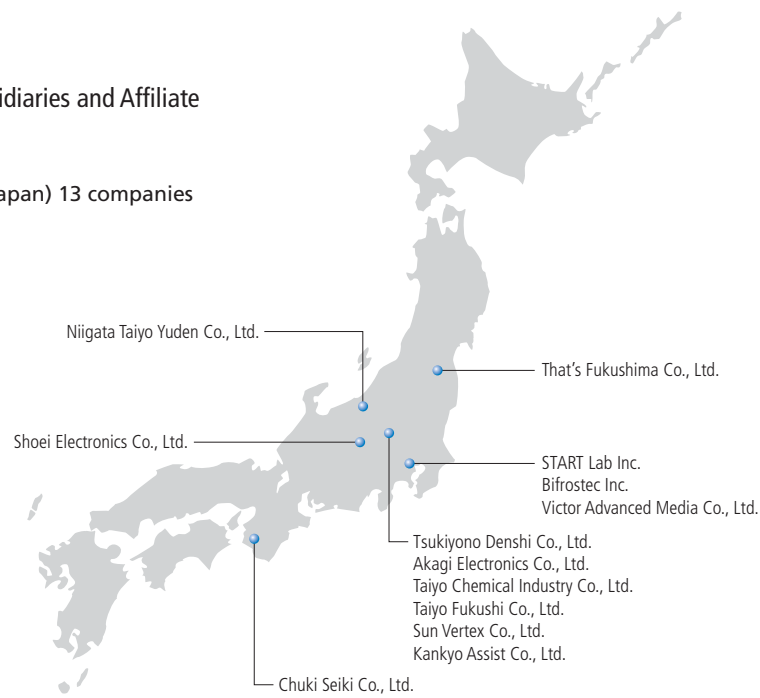 idiaries and Affiliate
apan) 13 companies
Niigata Taiyo Yuden Co., Ltd.
That's Fukushima Co., Ltd.
Shoei Electronics Co., Ltd.
START Lab Inc.
Bifrostec Inc.
Victor Advanced Media Co., Ltd.
Tsukiyono Denshi Co., Ltd.
Akagi Electronics Co., Ltd.
Taiyo Chemical Industry Co., Ltd.
Taiyo Fukushi Co., Ltd.
Sun Vertex Co., Ltd.
Kankyo Assist Co., Ltd.
Chuki Seiki Co., Ltd.